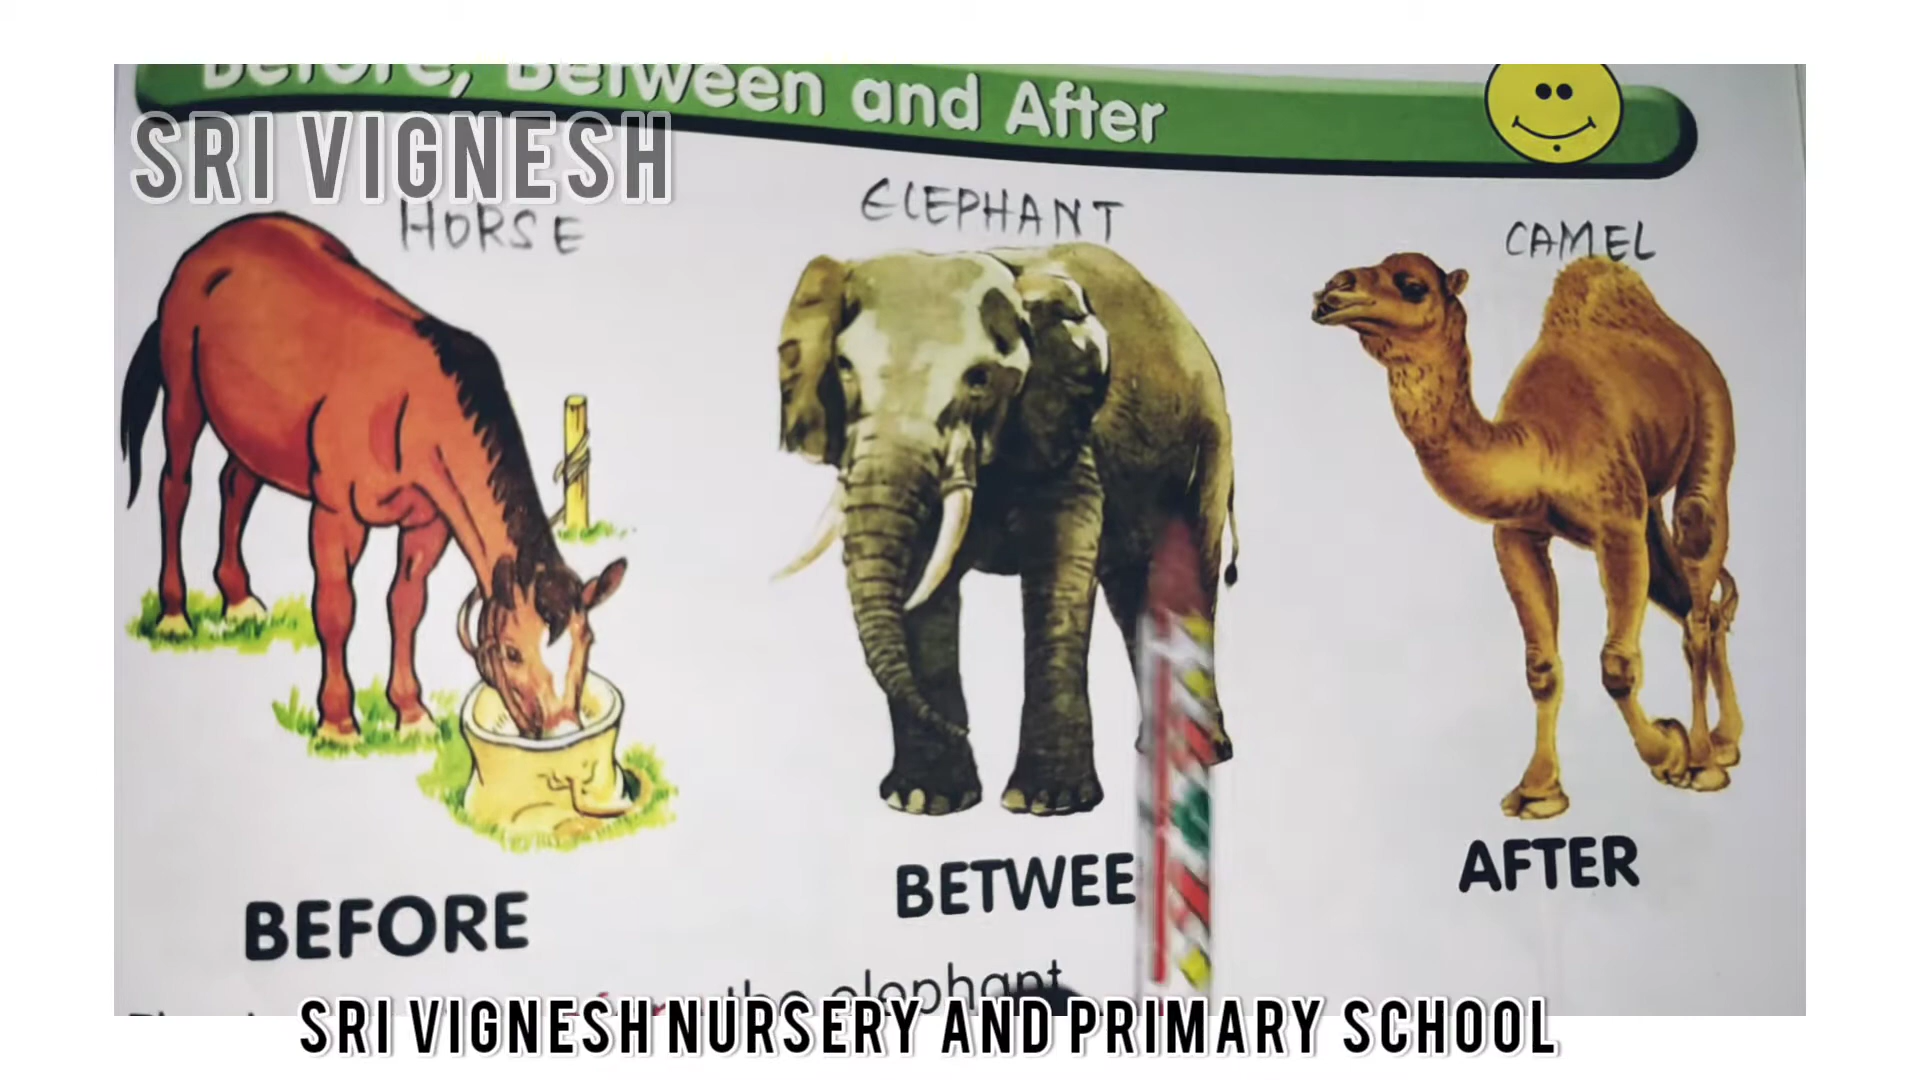 Before, Between and After
SRI VIGNESH
HORSE
ELEPHANT
CAMEL
BEFORE
BETWEE
AFTER
the elephant
SRI VIGNESH NURSERY AND PRIMARY SCHOOL